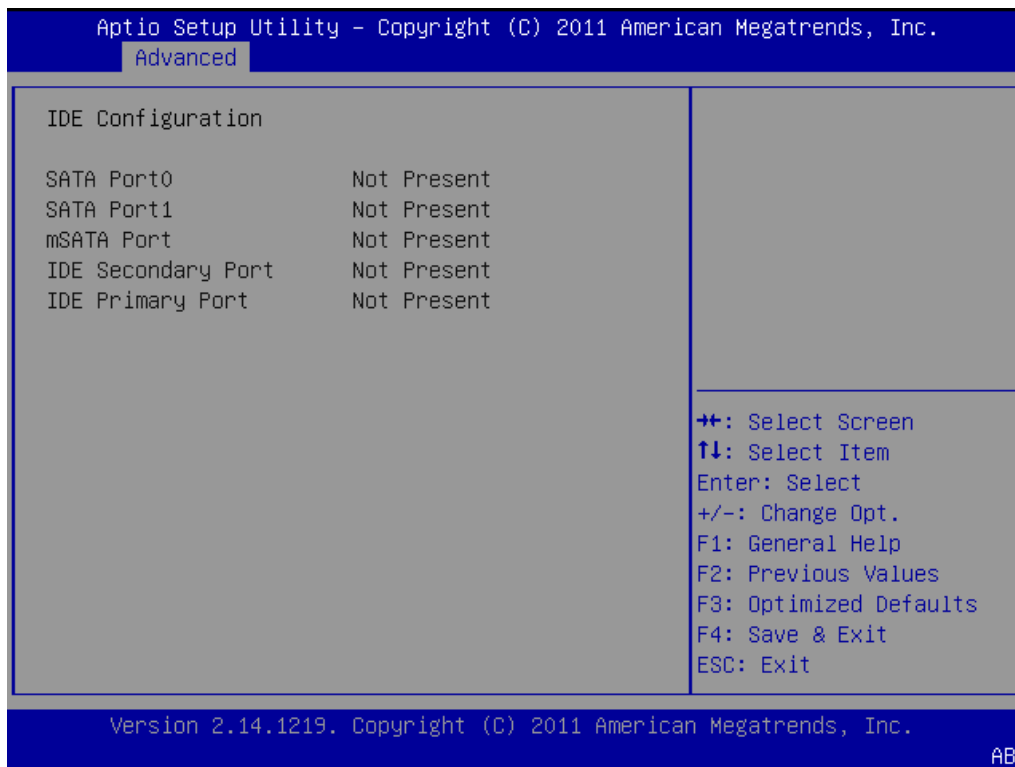 Aptio Setup Utility – Copyright (C) 2011 American Megatrends, Inc.
Advanced
IDE Configuration
SATA Port0 Not Present
SATA Port1 Not Present
mSATA Port Not Present
IDE Secondary Port Not Present
IDE Primary Port Not Present
→←: Select Screen
↑↓: Select Item
Enter: Select
+/-: Change Opt.
F1: General Help
F2: Previous Values
F3: Optimized Defaults
F4: Save & Exit
ESC: Exit
Version 2.14.1219. Copyright (C) 2011 American Megatrends, Inc.
AB